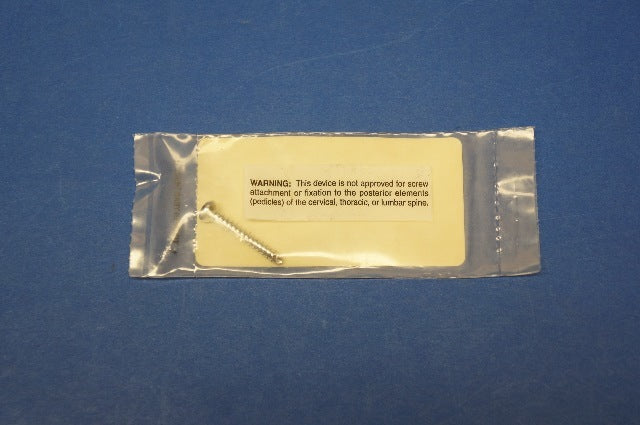 WARNING: This device is not approved for screw
attachment or fixation to the posterior elements
(pedicles) of the cervical, thoracic, or lumbar spine.